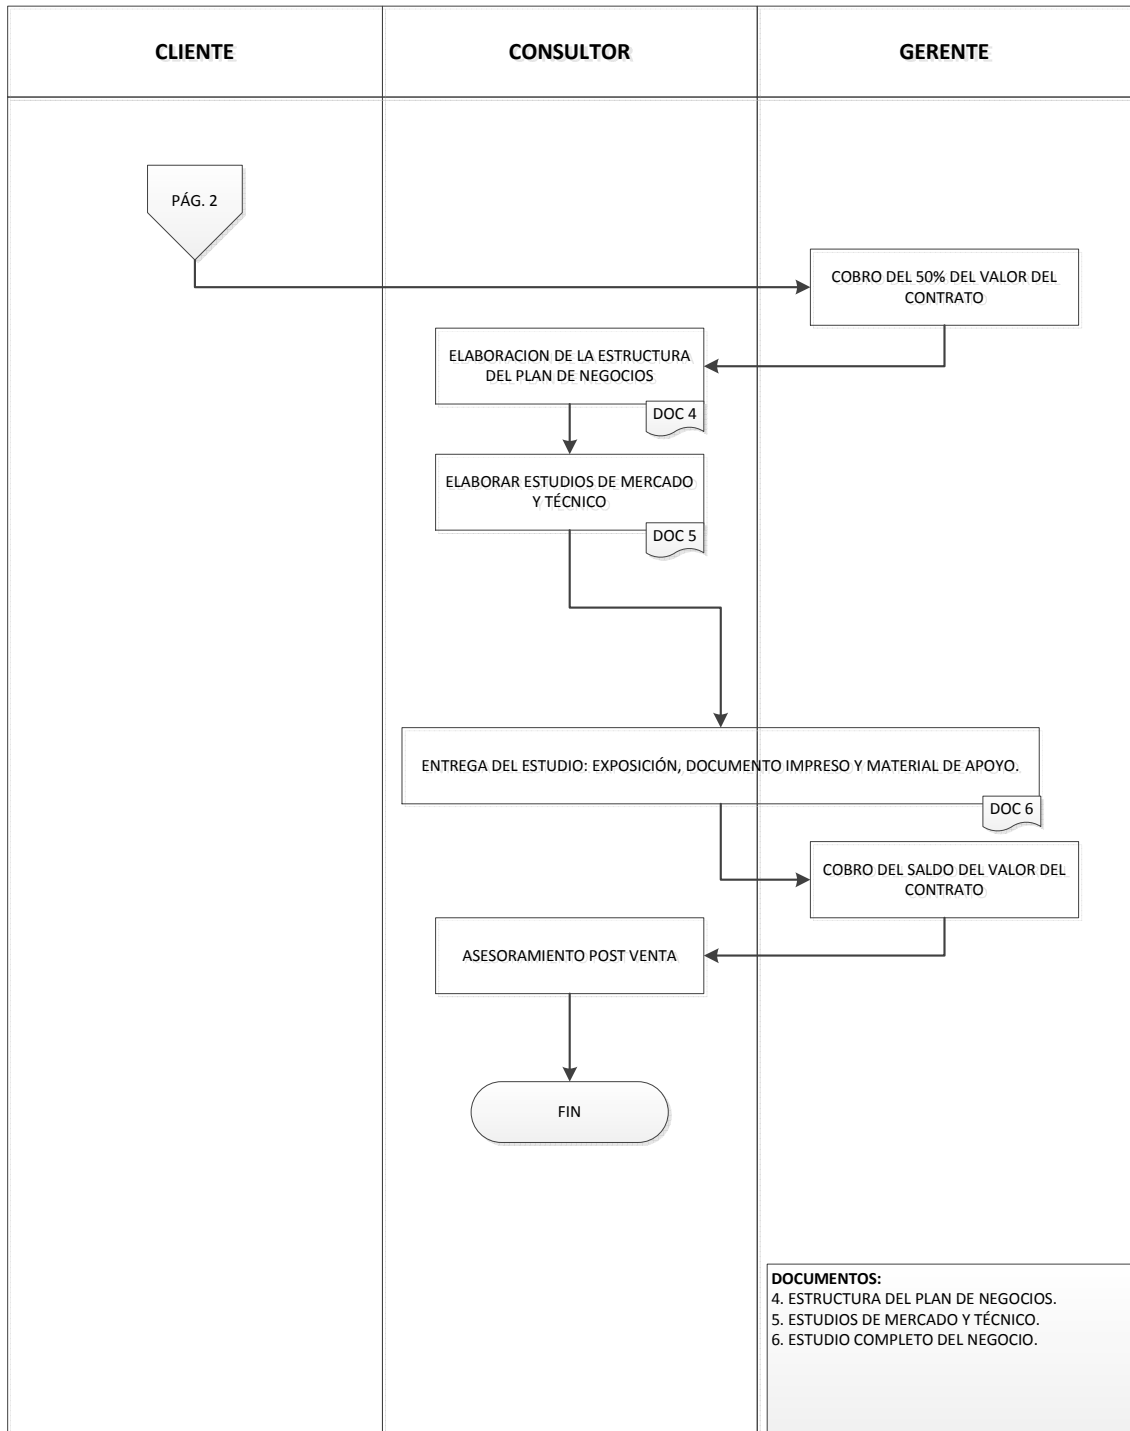 CLIENTE
CONSULTOR
GERENTE
PÁG. 2
COBRO DEL 50% DEL VALOR DEL
CONTRATO
ELABORACION DE LA ESTRUCTURA
DEL PLAN DE NEGOCIOS
DOC 4
ELABORAR ESTUDIOS DE MERCADO
Y TÉCNICO
DOC 5
ENTREGA DEL ESTUDIO: EXPOSICIÓN, DOCUMENTO IMPRESO Y MATERIAL DE APOYO.
DOC 6
COBRO DEL SALDO DEL VALOR DEL
CONTRATO
ASESORAMIENTO POST VENTA
FIN
DOCUMENTOS:
4. ESTRUCTURA DEL PLAN DE NEGOCIOS.
5. ESTUDIOS DE MERCADO Y TÉCNICO.
6. ESTUDIO COMPLETO DEL NEGOCIO.